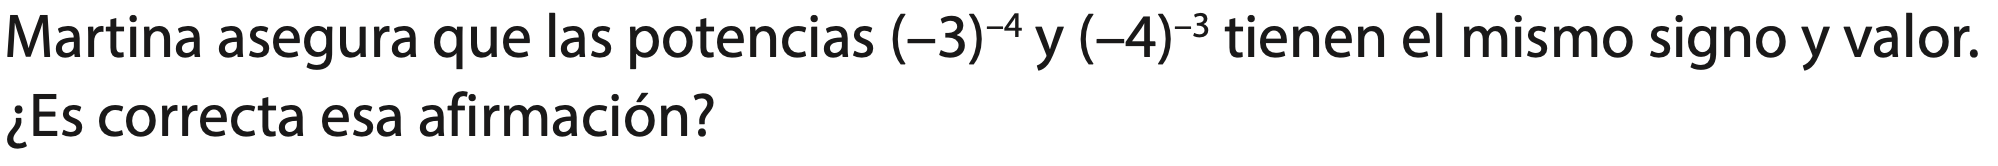 Martina asegura que las potencias (–3)⁻⁴ y (–4)⁻³ tienen el mismo signo y valor.
¿Es correcta esa afirmación?